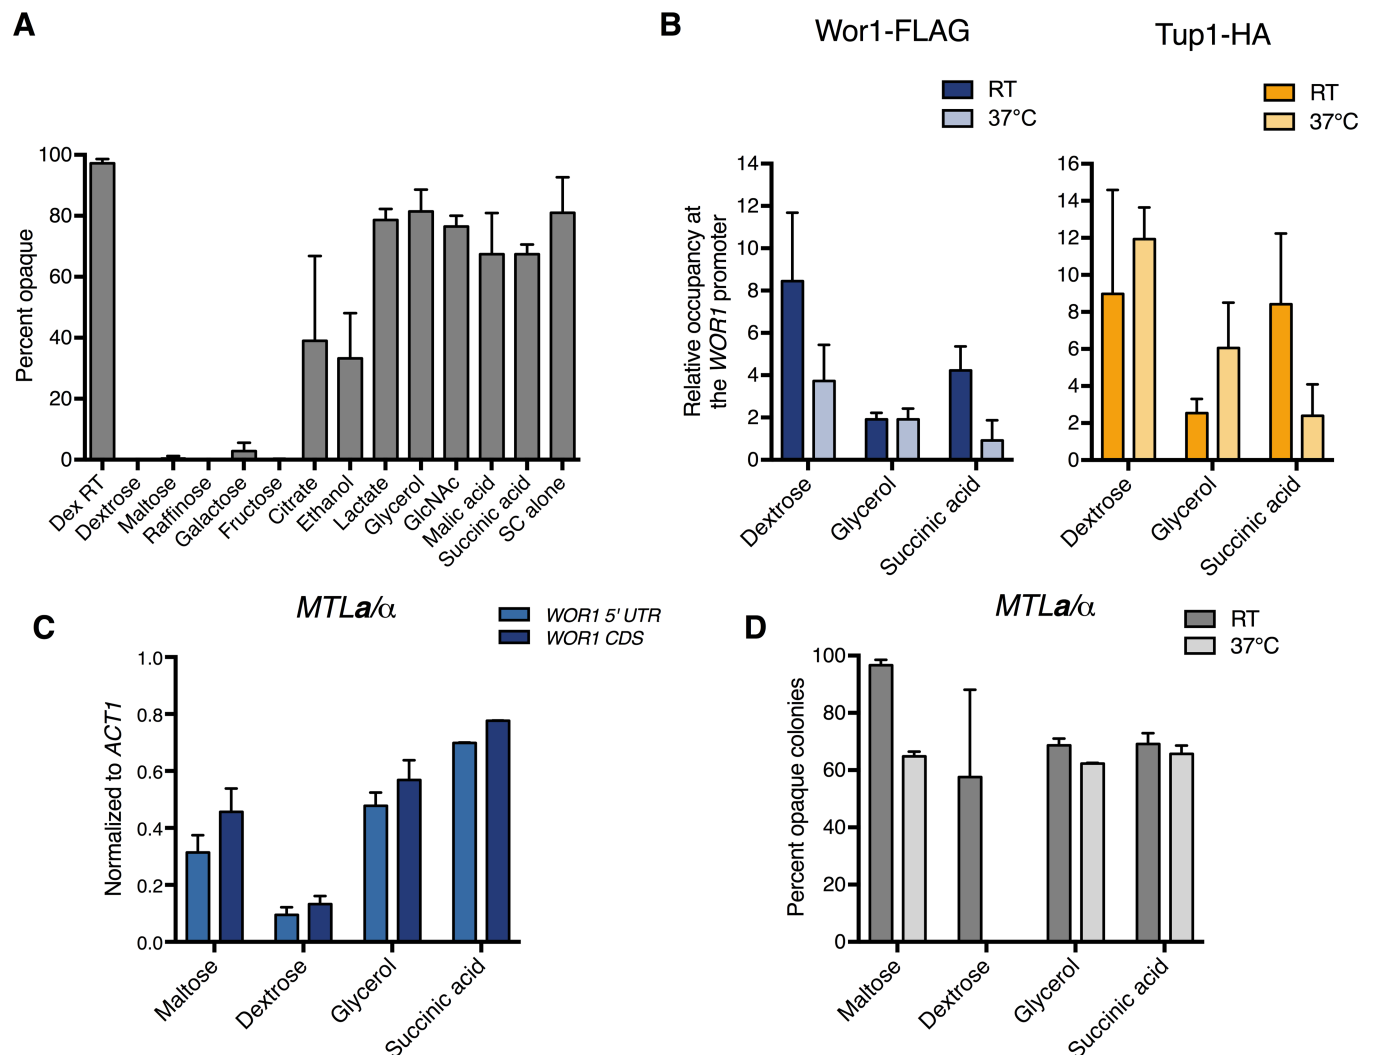 A
Percent opaque
100
80
60
40
20
0
Dex RT
Dextrose
Maltose
Raffinose
Galactose
Fructose
Citrate
Ethanol
Lactate
Glycerol
GlcNAc
Malic acid
Succinic acid
SC alone
B
Wor1-FLAG
RT
37°C
Relative occupancy at
the WOR1 promoter
14
12
10
8
6
4
2
0
Dextrose
Glycerol
Succinic acid
Tup1-HA
RT
37°C
16
14
12
10
8
6
4
2
0
Dextrose
Glycerol
Succinic acid
C
MTLa/α
WOR1 5' UTR
WOR1 CDS
Normalized to ACT1
1.0
0.8
0.6
0.4
0.2
0.0
Maltose
Dextrose
Glycerol
Succinic acid
D
MTLa/α
RT
37°C
Percent opaque colonies
100
80
60
40
20
0
Maltose
Dextrose
Glycerol
Succinic acid